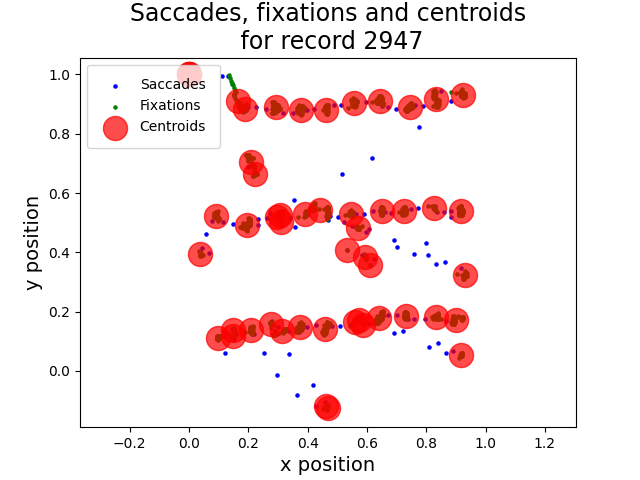 Saccades, fixations and centroids
for record 2947
Saccades
Fixations
Centroids
y position
1.0
0.8
0.6
0.4
0.2
0.0
−0.2
0.0
0.2
0.4
0.6
0.8
1.0
1.2
x position